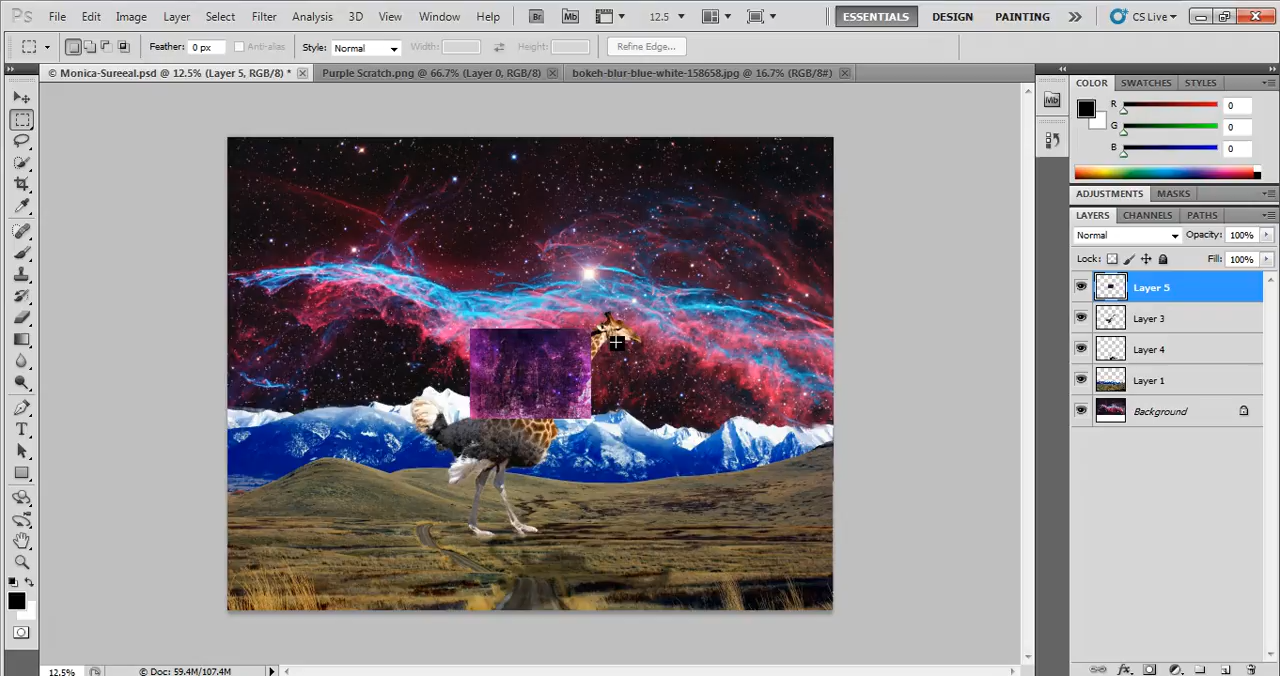 Ps File Edit Image Layer Select Filter Analysis 3D View Window Help Br Mb 12.5 ESSENTIALS DESIGN PAINTING CS Live
Feather: 0 px Anti-alias Style: Normal Width: Height: Refine Edge...
© Monica-Sureeal.psd @ 12.5% (Layer 5, RGB/8) * Purple Scratch.png @ 66.7% (Layer 0, RGB/8) bokeh-blur-blue-white-158658.jpg @ 16.7% (RGB/8#)
COLOR SWATCHES STYLES
Mb
R 0
G 0
B 0
ADJUSTMENTS MASKS
LAYERS CHANNELS PATHS
Normal Opacity: 100%
Lock: Fill: 100%
Layer 5
Layer 3
Layer 4
Layer 1
Background
T
12.5% © Doc: 59.4M/107.4M fx